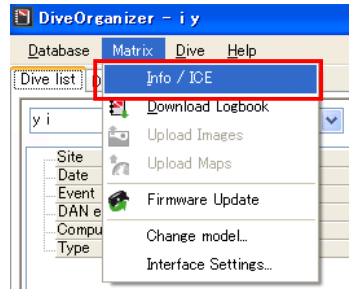 DiveOrganizer - i y
Database Matrix Dive Help
Dive list D
Info / ICE
y i
Download Logbook
Upload Images
Upload Maps
Firmware Update
Change model...
Interface Settings...
Site
Date
Event
DAN e
Compu
Type